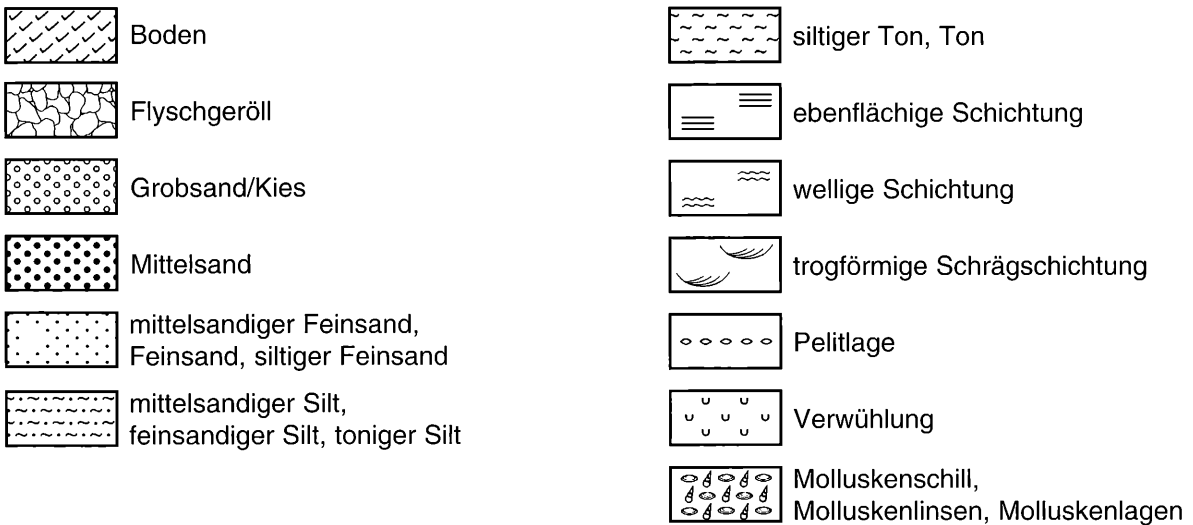 Boden
Flyschgeröll
Grobsand/Kies
Mittelsand
mittelsandiger Feinsand,
Feinsand, siltiger Feinsand
mittelsandiger Silt,
feinsandiger Silt, toniger Silt
siltiger Ton, Ton
ebenflächige Schichtung
wellige Schichtung
trogförmige Schrägschichtung
Pelitlage
Verwühlung
Molluskenschill,
Molluskenlinsen, Molluskenlagen